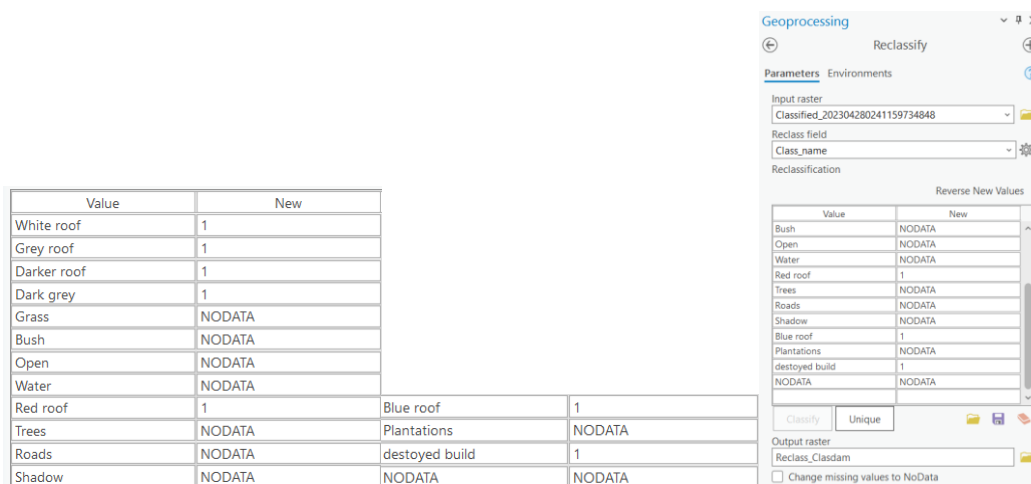 Geoprocessing
Reclassify
Parameters Environments
Input raster
Classified_202304280241159734848
Reclass field
Class_name
Reclassification
Reverse New Values
Value New
Bush NODATA
Open NODATA
Water NODATA
Red roof 1
Trees NODATA
Roads NODATA
Shadow NODATA
Blue roof 1
Plantations NODATA
destoyed build 1
NODATA NODATA
Classify Unique
Output raster
Reclass_Clasdam
Change missing values to NoData
Value New
White roof 1
Grey roof 1
Darker roof 1
Dark grey 1
Grass NODATA
Bush NODATA
Open NODATA
Water NODATA
Red roof 1 Blue roof 1
Trees NODATA Plantations NODATA
Roads NODATA destoyed build 1
Shadow NODATA NODATA NODATA